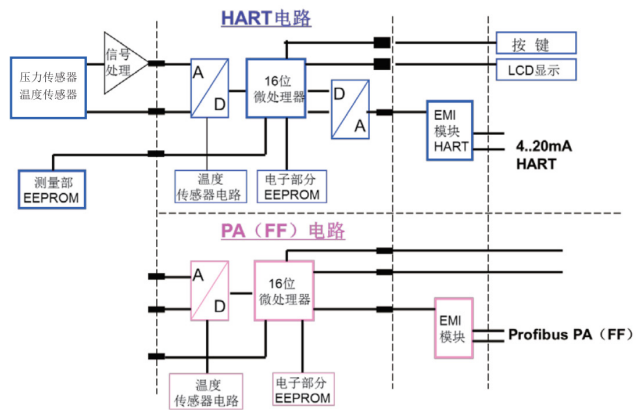 HART电路
信号
处理
按 键
LCD显示
压力传感器
温度传感器
A
D
16位
微处理器
D
A
EMI
模块
HART
4..20mA
HART
测量部
EEPROM
温度
传感器电路
电子部分
EEPROM
PA（FF）电路
A
D
16位
微处理器
EMI
模块
Profibus PA（FF）
温度
传感器电路
电子部分
EEPROM